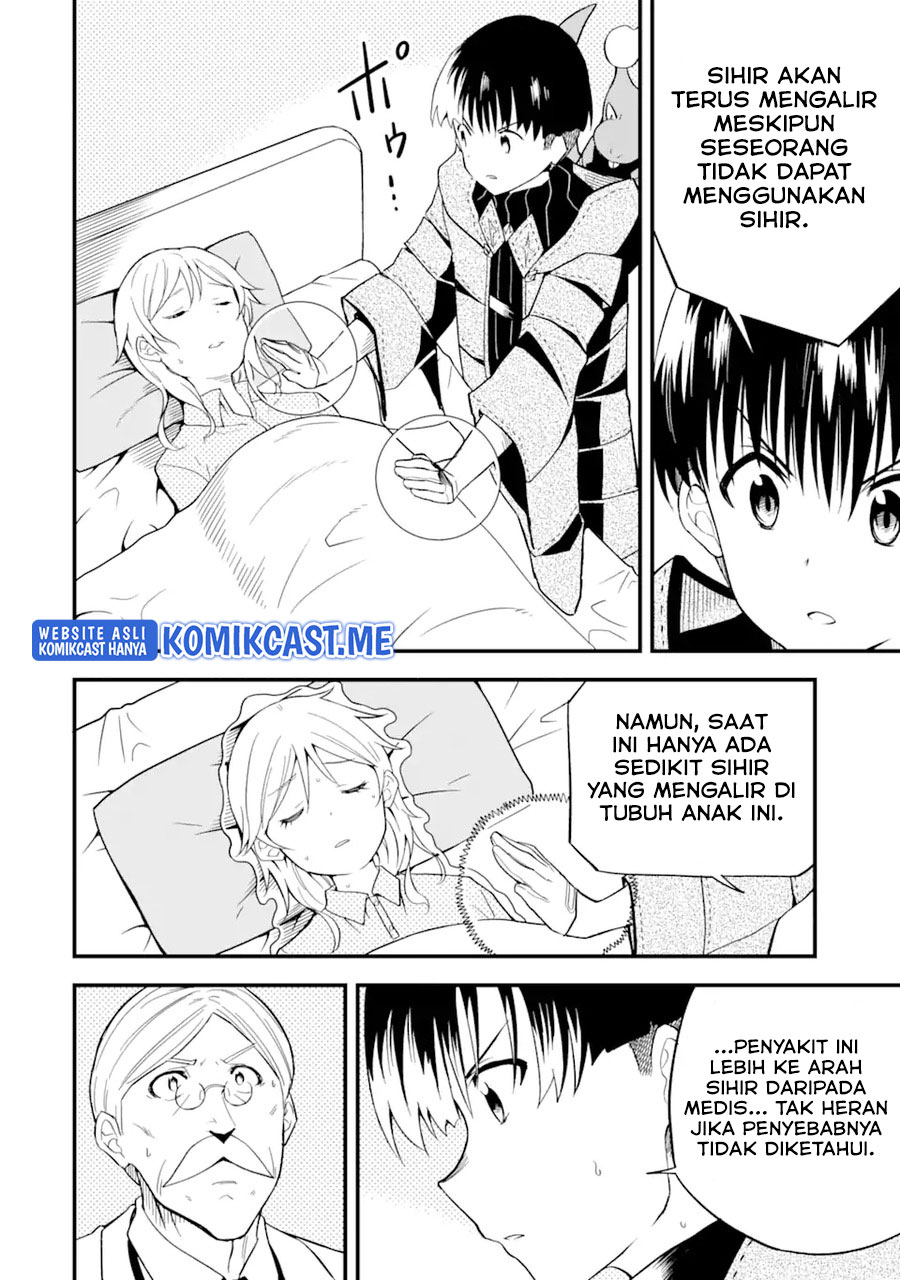 SIHIR AKAN
TERUS MENGALIR
MESKIPUN
SESEORANG
TIDAK DAPAT
MENGGUNAKAN
SIHIR.
ポゥ…
WEBSITE ASLI
KOMIKCAST HANYA
KOMIKCAST.ME
NAMUN, SAAT
INI HANYA ADA
SEDIKIT SIHIR
YANG MENGALIR DI
TUBUH ANAK INI.
...PENYAKIT INI
LEBIH KE ARAH
SIHIR DARIPADA
MEDIS... TAK HERAN
JIKA PENYEBABNYA
TIDAK DIKETAHUI.